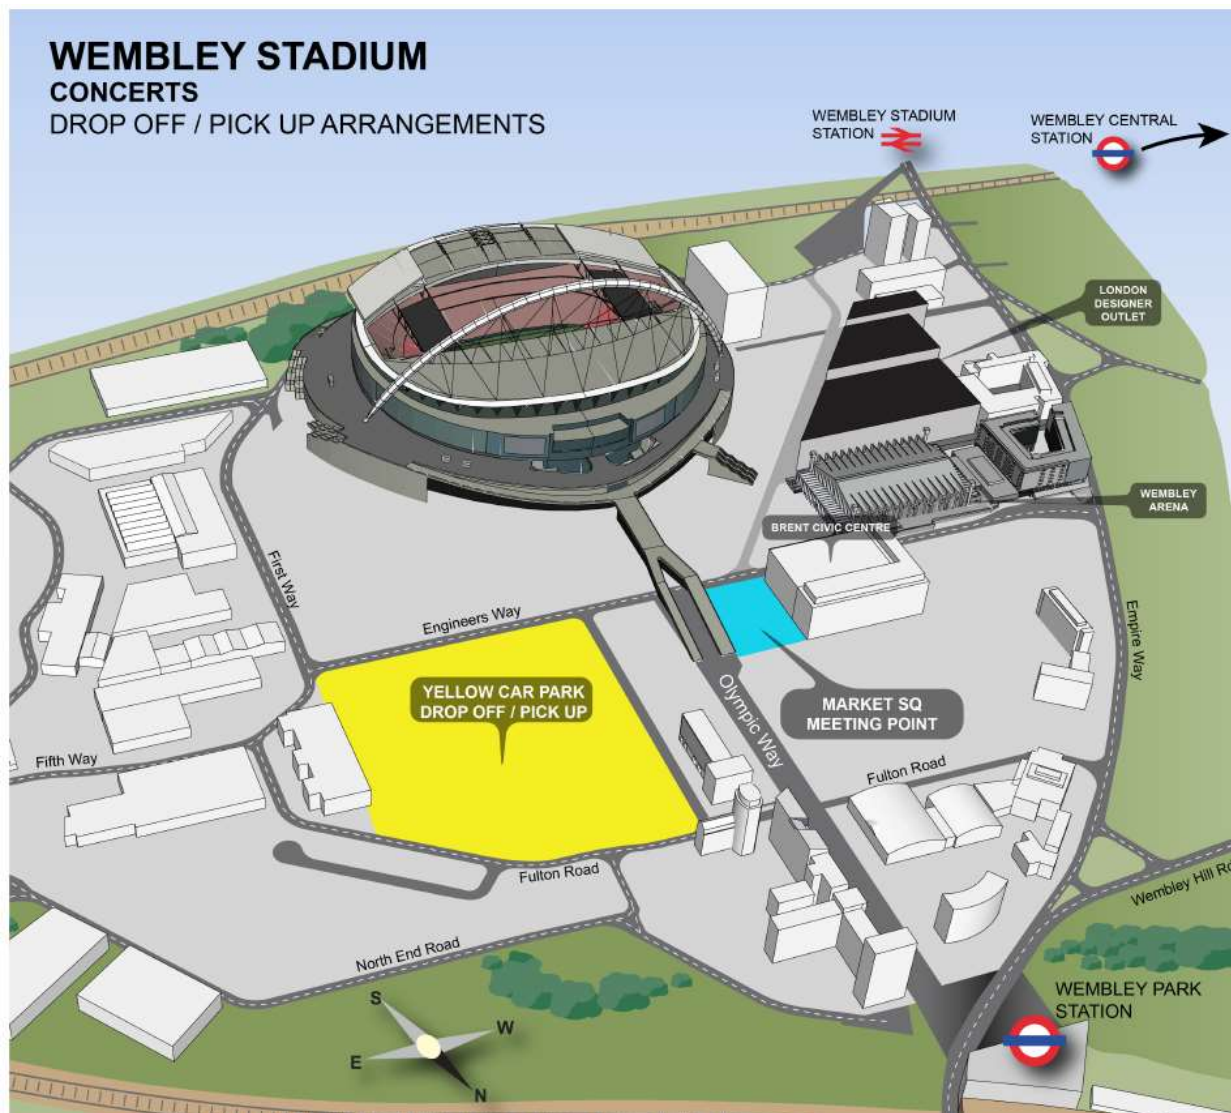 WEMBLEY STADIUM
CONCERTS
DROP OFF / PICK UP ARRANGEMENTS
WEMBLEY STADIUM
STATION
WEMBLEY CENTRAL
STATION
LONDON
DESIGNER
OUTLET
WEMBLEY
ARENA
BRENT CIVIC CENTRE
First Way
Engineers Way
Empire Way
YELLOW CAR PARK
DROP OFF / PICK UP
Olympic Way
MARKET SQ
MEETING POINT
Fifth Way
Fulton Road
Fulton Road
Wembley Hill
North End Road
WEMBLEY PARK
STATION
S
W
E
N